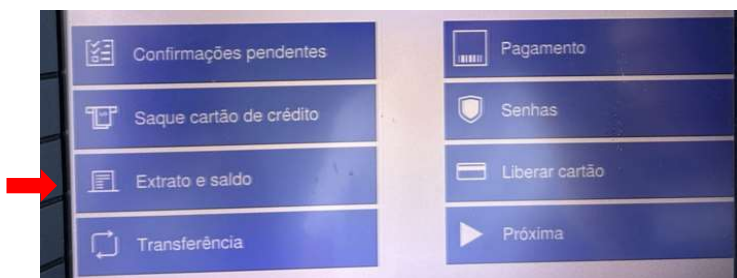 Confirmações pendentes
Pagamento
Saque cartão de crédito
Senhas
Extrato e saldo
Liberar cartão
Transferência
Próxima